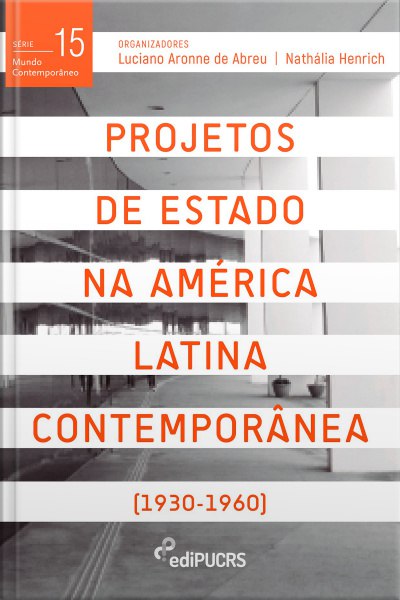 SÉRIE
15
Mundo
Contemporâneo
ORGANIZADORES
Luciano Aronne de Abreu | Nathália Henrich
PROJETOS
DE ESTADO
NA AMÉRICA
LATINA
CONTEMPORÂNEA
(1930-1960)
ediPUCRS